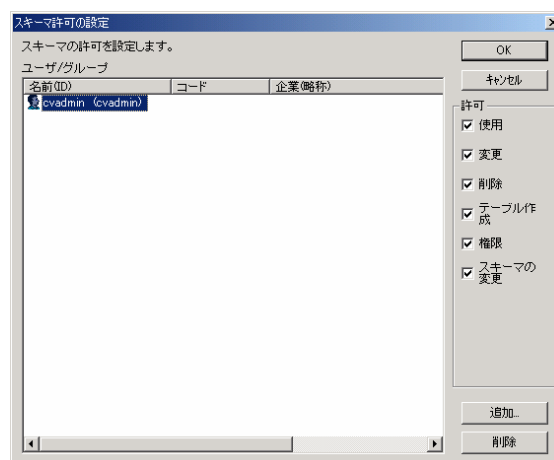 スキーマ許可の設定
スキーマの許可を設定します。
OK
ユーザ/グループ
キャンセル
名前(ID) コード 企業(略称)
cvadmin (cvadmin)
許可
使用
変更
削除
テーブル作
成
権限
スキーマの
変更
追加...
削除